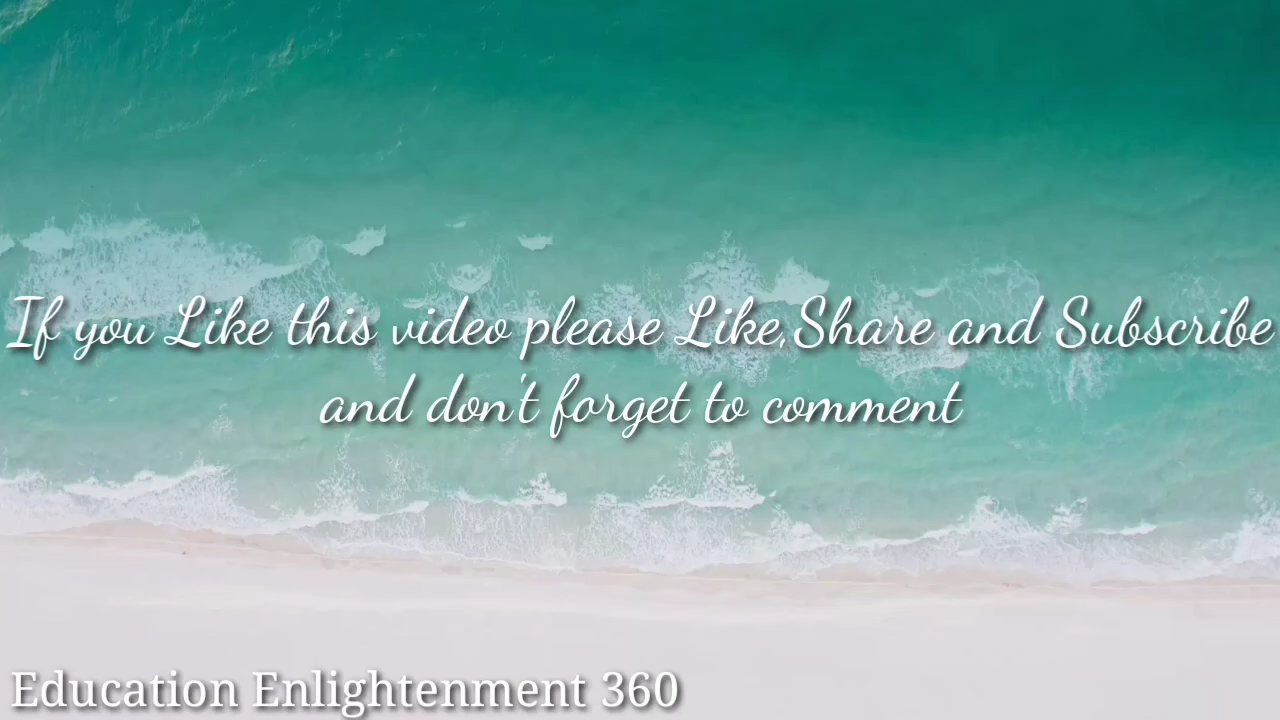 If you Like this video please Like,Share and Subscribe
and don't forget to comment
Education Enlightenment 360